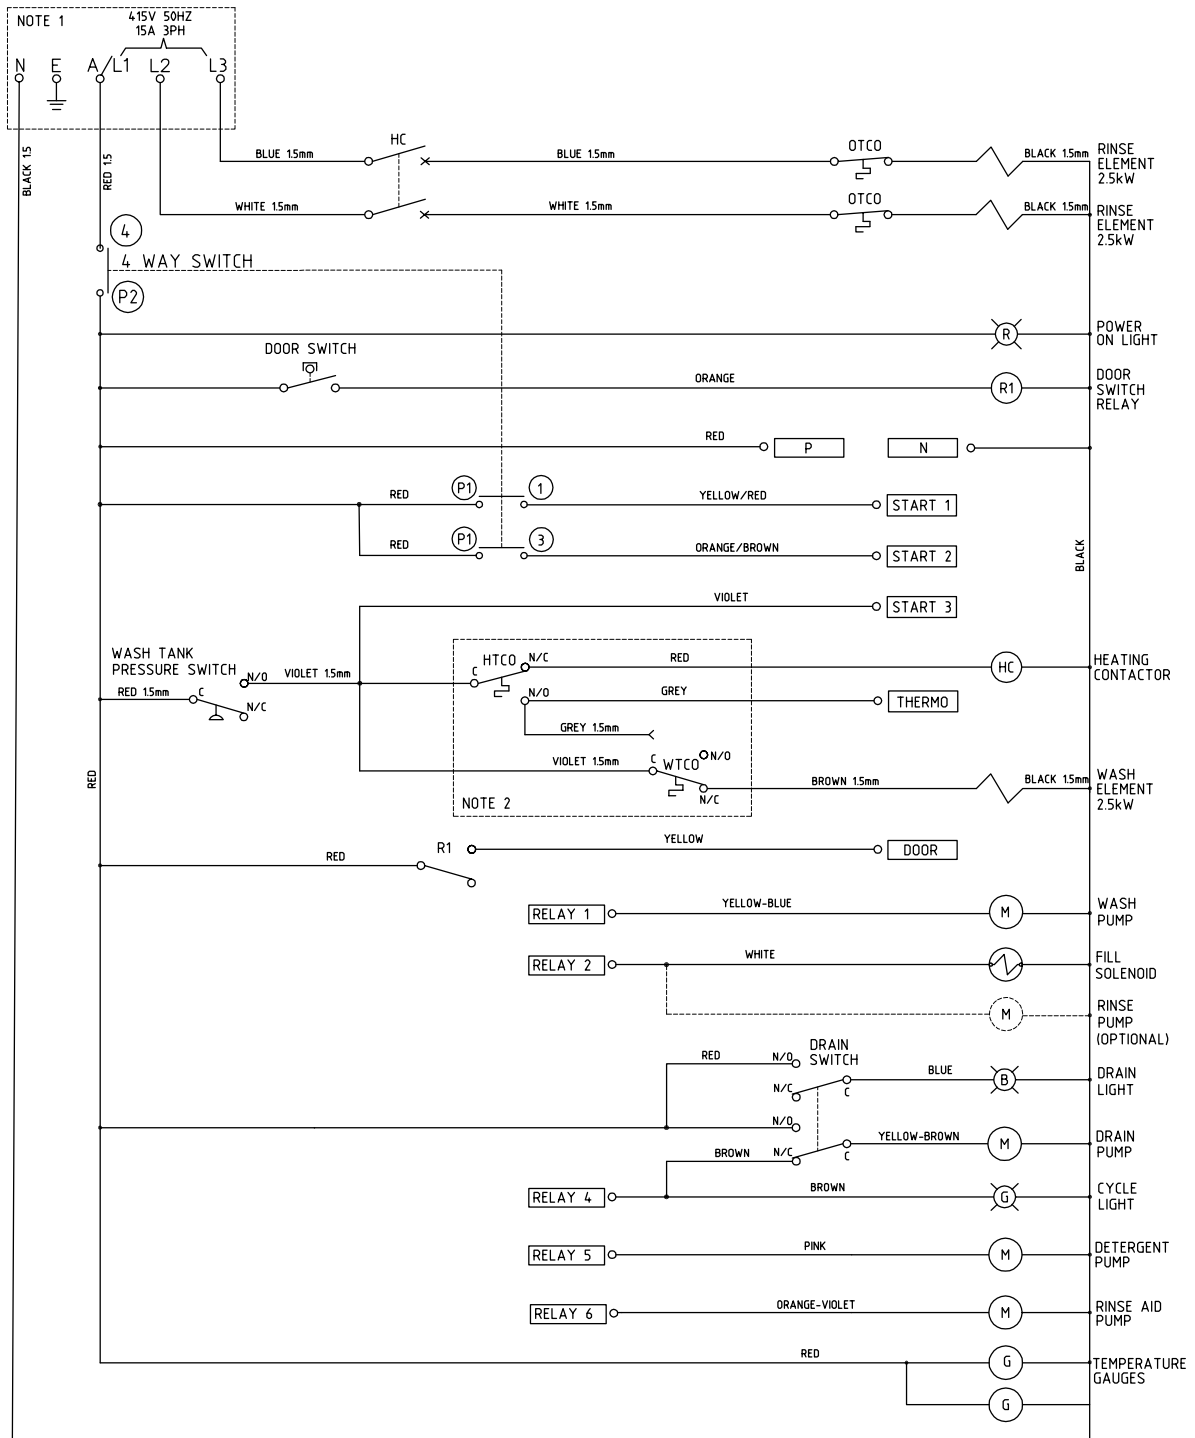 NOTE 1
415V 50HZ
15A 3PH
N
E
A/L1
L2
L3
BLACK 1.5
RED 1.5
BLUE 1.5mm
HC
BLUE 1.5mm
OTCO
BLACK 1.5mm
RINSE
ELEMENT
2.5kW
WHITE 1.5mm
WHITE 1.5mm
OTCO
BLACK 1.5mm
RINSE
ELEMENT
2.5kW
4
4 WAY SWITCH
P2
R
POWER
ON LIGHT
DOOR SWITCH
ORANGE
R1
DOOR
SWITCH
RELAY
RED
P
N
RED
P1
1
YELLOW/RED
START 1
RED
P1
3
ORANGE/BROWN
START 2
BLACK
VIOLET
START 3
WASH TANK
PRESSURE SWITCH
RED 1.5mm
C
N/O
N/C
VIOLET 1.5mm
C
HTCO
N/C
RED
HC
HEATING
CONTACTOR
N/O
GREY
THERMO
GREY 1.5mm
VIOLET 1.5mm
C
WTCO
N/O
N/C
BROWN 1.5mm
BLACK 1.5mm
WASH
ELEMENT
2.5kW
NOTE 2
RED
RED
R1
YELLOW
DOOR
RELAY 1
YELLOW-BLUE
M
WASH
PUMP
RELAY 2
WHITE
FILL
SOLENOID
M
RINSE
PUMP
(OPTIONAL)
RED
N/O
DRAIN
SWITCH
N/C
C
BLUE
B
DRAIN
LIGHT
N/O
N/C
C
YELLOW-BROWN
M
DRAIN
PUMP
BROWN
RELAY 4
BROWN
G
CYCLE
LIGHT
RELAY 5
PINK
M
DETERGENT
PUMP
RELAY 6
ORANGE-VIOLET
M
RINSE AID
PUMP
RED
G
TEMPERATURE
GAUGES
G